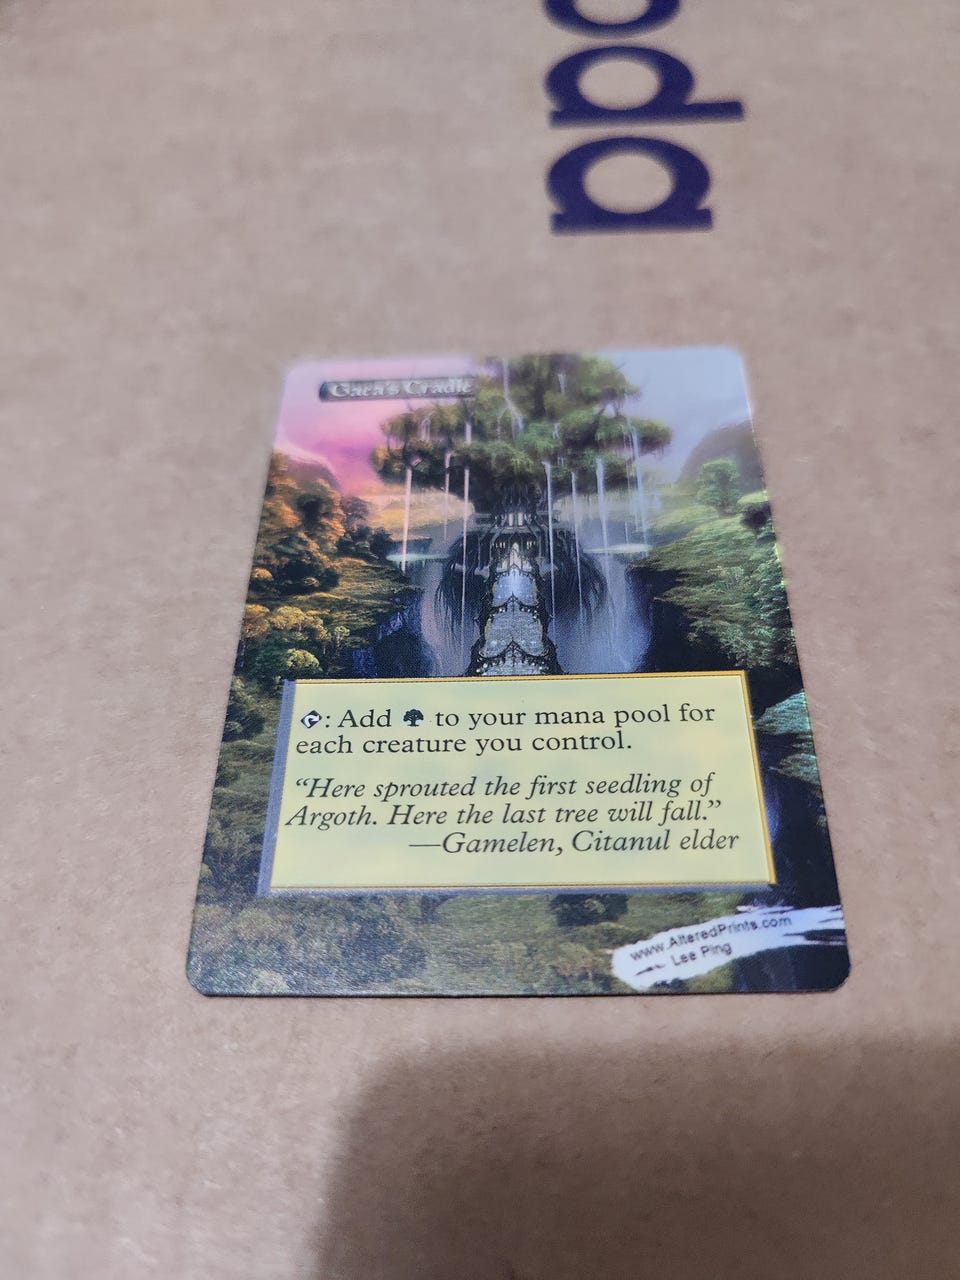 Gaea's Cradle
: Add to your mana pool for
each creature you control.
“Here sprouted the first seedling of
Argoth. Here the last tree will fall.”
—Gamelen, Citanul elder
www.AlteredPrints.com
Lee Ping